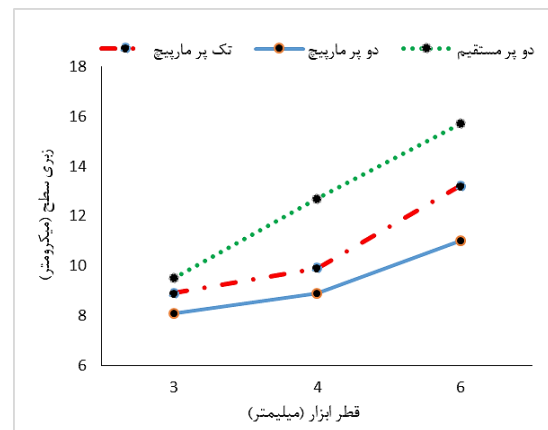 تک پر مارپیچ
دو پر مارپیچ
دو پر مستقیم
زبری سطح (میکرومتر)
18
16
14
12
10
8
6
3
4
6
قطر ابزار (میلیمتر)